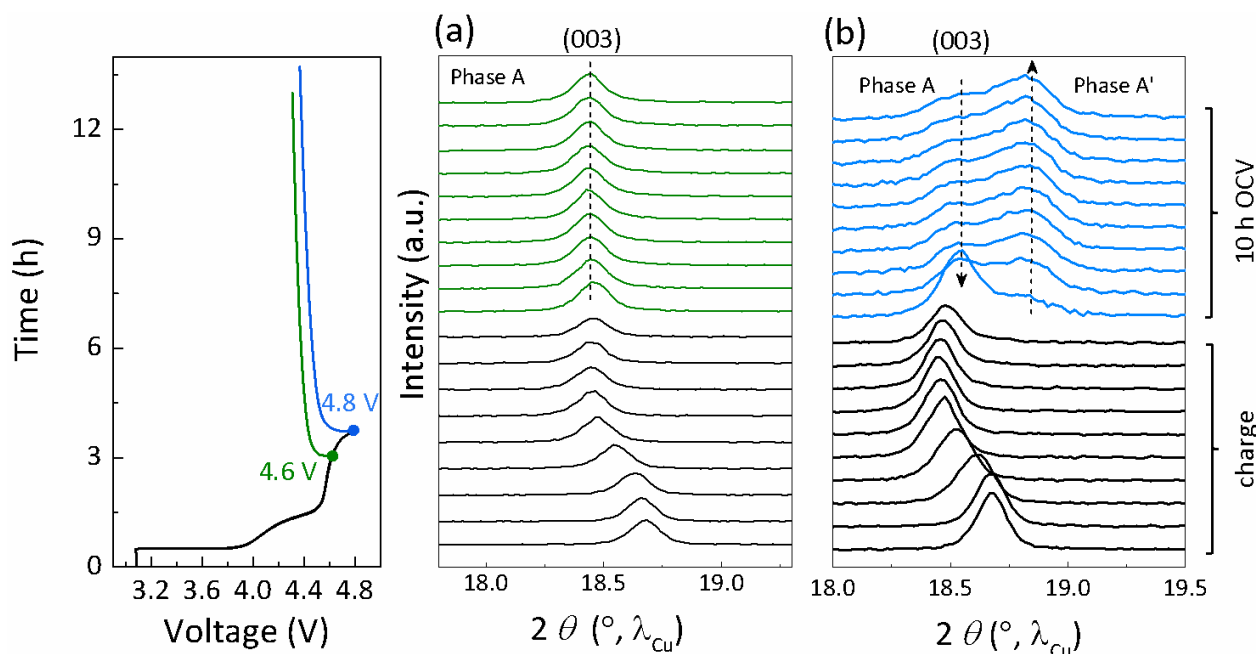 Time (h)
12
9
6
3
0
4.8 V
4.6 V
3.2 3.6 4.0 4.4 4.8
Voltage (V)
(a)
(003)
Phase A
Intensity (a.u.)
18.0 18.5 19.0
2 θ (°, λCu)
(b)
(003)
Phase A Phase A'
18.0 18.5 19.0 19.5
2 θ (°, λCu)
10 h OCV
charge